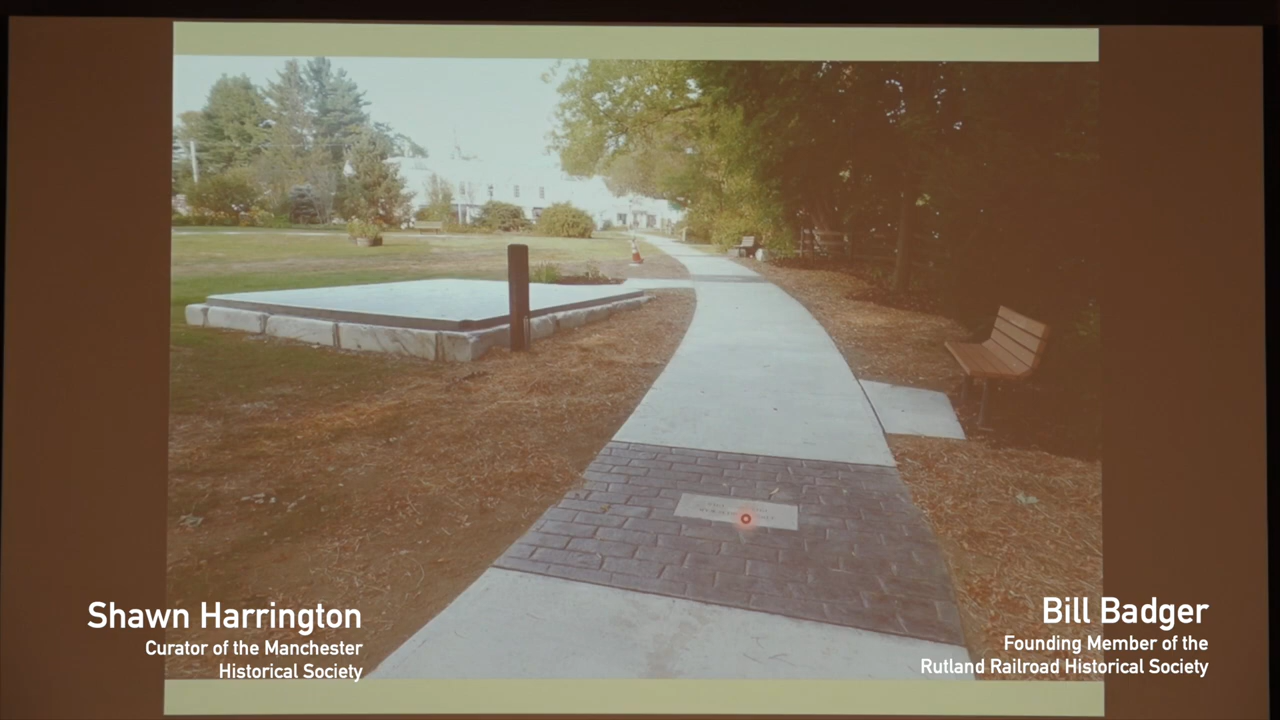 Shawn Harrington
Curator of the Manchester
Historical Society
Bill Badger
Founding Member of the
Rutland Railroad Historical Society